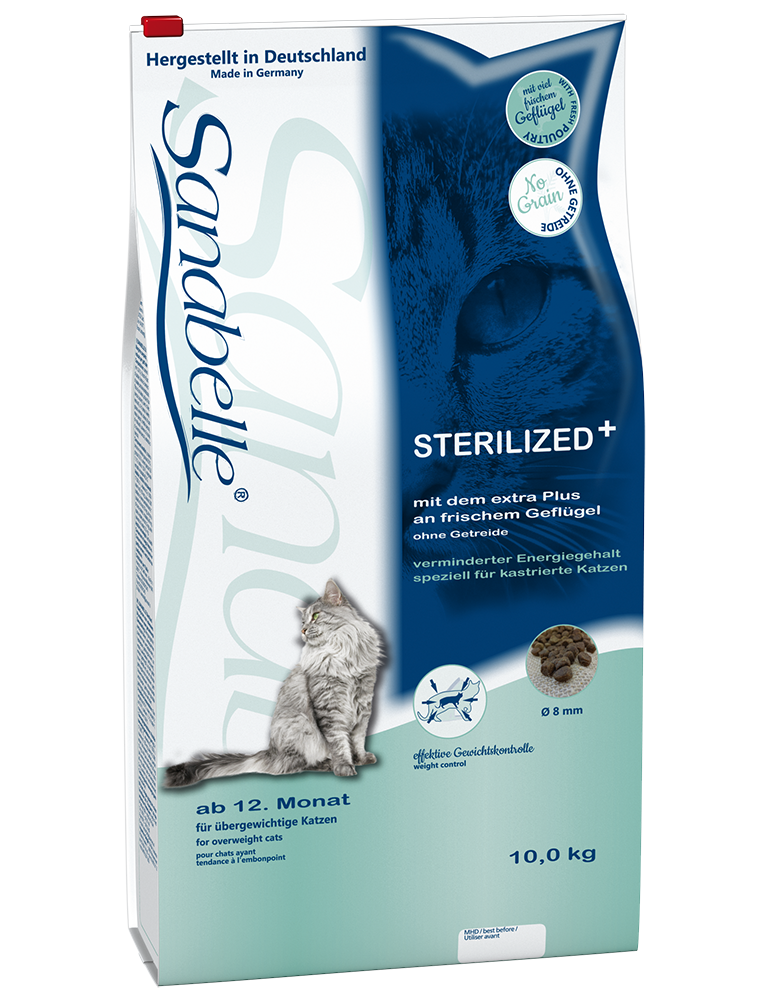 Hergestellt in Deutschland
Made in Germany
Sanabelle®
Sana
mit viel
frischem
Geflügel
WITH FRESH POULTRY
No
Grain
OHNE GETREIDE
STERILIZED+
mit dem extra Plus
an frischem Geflügel
ohne Getreide
verminderter Energiegehalt
speziell für kastrierte Katzen
Ø 8 mm
effektive Gewichtskontrolle
weight control
ab 12. Monat
für übergewichtige Katzen
for overweight cats
pour chats ayant
tendance à l'embonpoint
10,0 kg
MHD / best before /
Utiliser avant